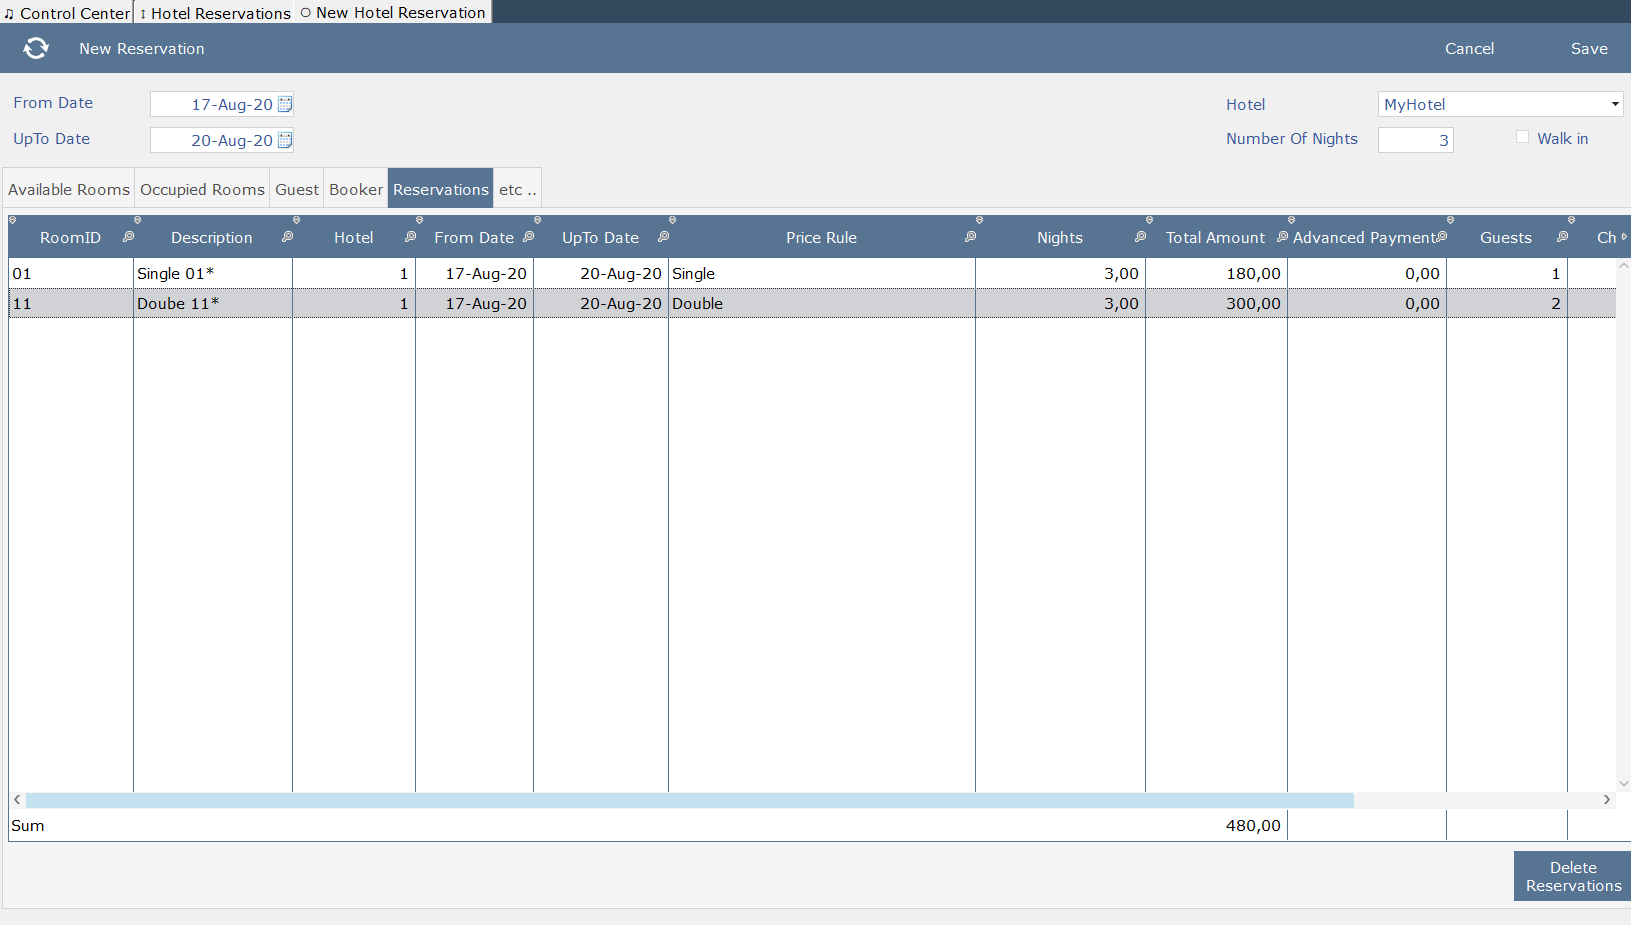 Control Center Hotel Reservations New Hotel Reservation
New Reservation Cancel Save
From Date 17-Aug-20 Hotel MyHotel
UpTo Date 20-Aug-20 Number Of Nights 3 Walk in
Available Rooms Occupied Rooms Guest Booker Reservations etc ..
RoomID Description Hotel From Date UpTo Date Price Rule Nights Total Amount Advanced Payment Guests Ch
01 Single 01* 1 17-Aug-20 20-Aug-20 Single 3,00 180,00 0,00 1
11 Doube 11* 1 17-Aug-20 20-Aug-20 Double 3,00 300,00 0,00 2
Sum 480,00
Delete
Reservations